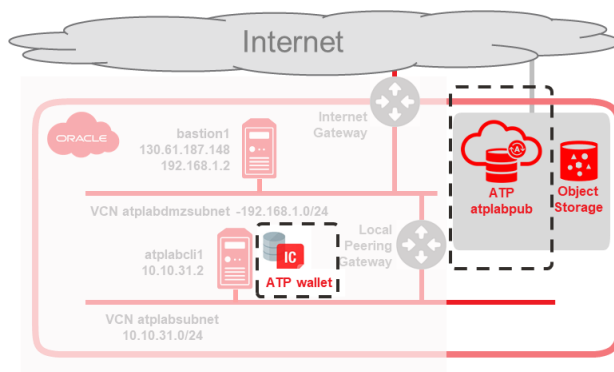 Internet
ORACLE
bastion1
130.61.187.148
192.168.1.2
Internet
Gateway
ATP
atplabpub
Object
Storage
VCN atplabdmzsubnet -192.168.1.0/24
atplabcli1
10.10.31.2
IC
ATP wallet
Local
Peering
Gateway
VCN atplabsubnet
10.10.31.0/24